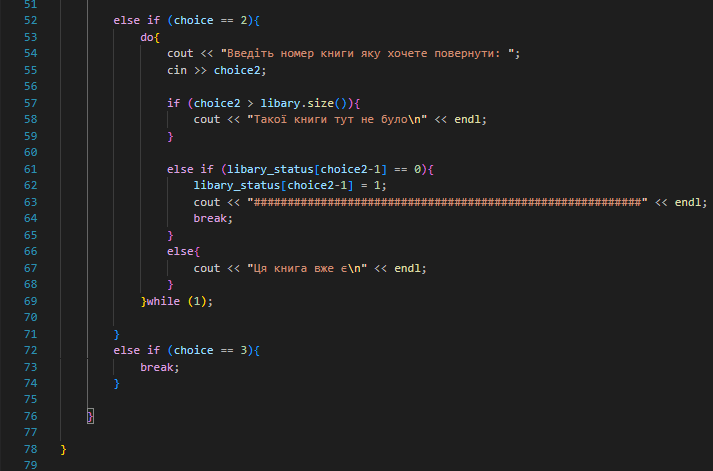 51
52 else if (choice == 2){
53 do{
54 cout << "Введіть номер книги яку хочете повернути: ";
55 cin >> choice2;
56
57 if (choice2 > libary.size()){
58 cout << "Такої книги тут не було\n" << endl;
59 }
60
61 else if (libary_status[choice2-1] == 0){
62 libary_status[choice2-1] = 1;
63 cout << "##########################################################" << endl;
64 break;
65 }
66 else{
67 cout << "Ця книга вже є\n" << endl;
68 }
69 }while (1);
70
71 }
72 else if (choice == 3){
73 break;
74 }
75
76 }
77
78 }
79